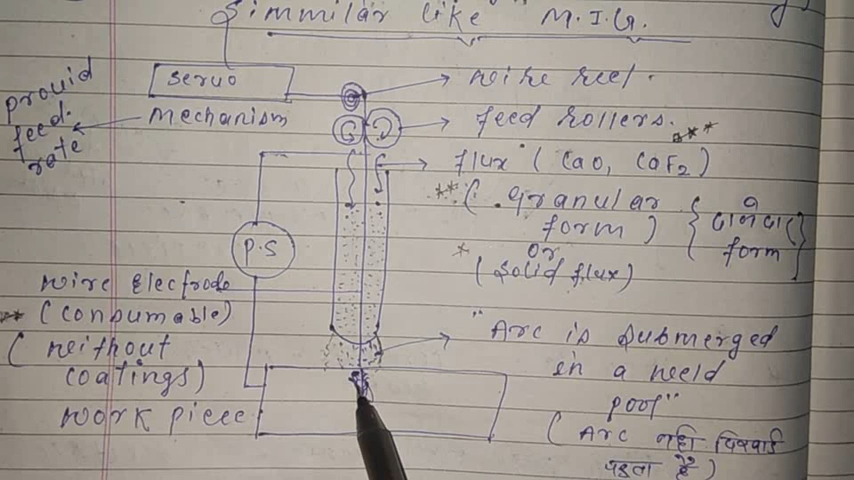 Simmilar like M.I.G.
Servo
mechanism
provid
feed
rate
wire reel.
feed rollers.
flux (CaO, CaF2)
** ( granular
form )
or
* ( Solid flux)
form
P.S
wire electrode
** (consumable)
( without
coatings)
work piece
"Arc is submerged
in a weld
pool"
( Arc नही दिखाई
पडता है )